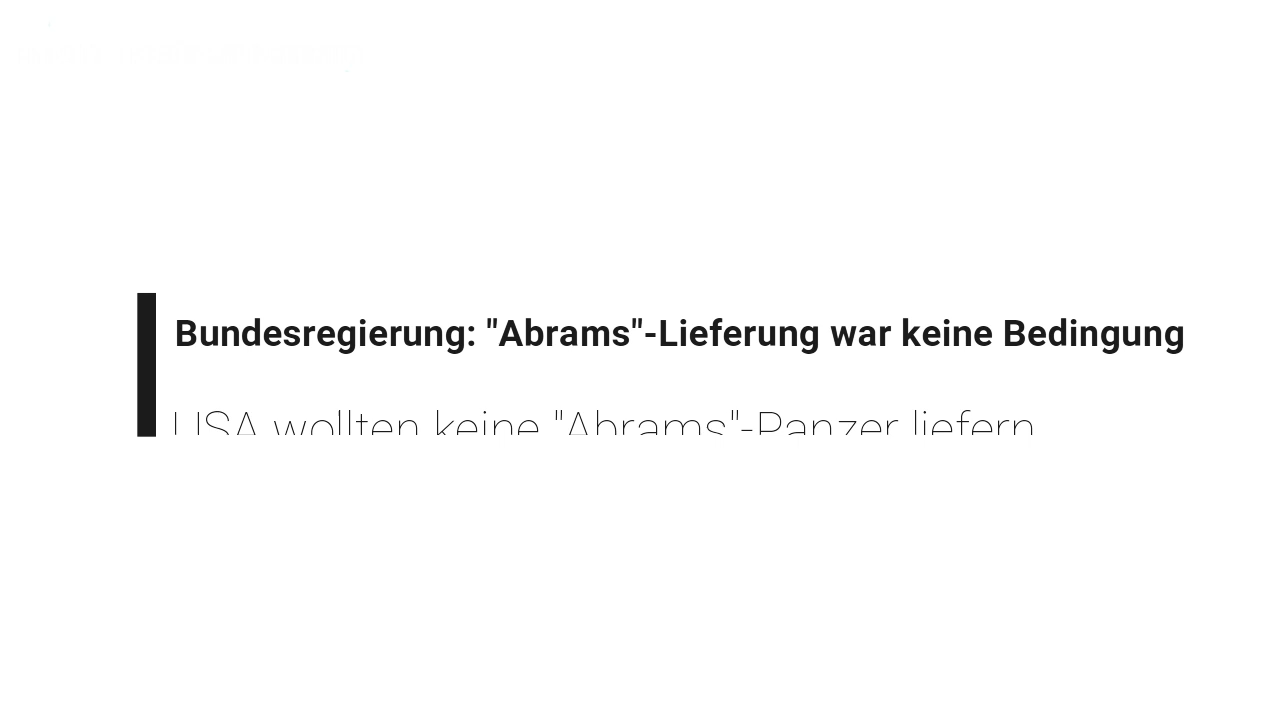 Bundesregierung: "Abrams"-Lieferung war keine Bedingung
USA wollten keine "Abrams"-Panzer liefern